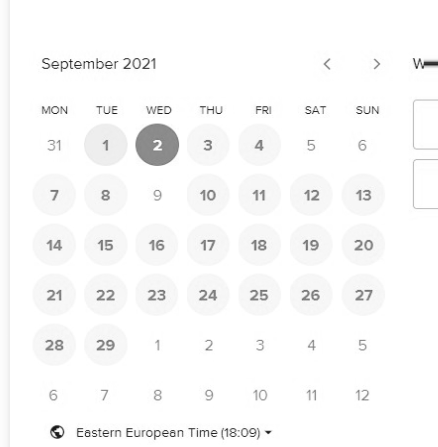 September 2021
MON TUE WED THU FRI SAT SUN
31 1 2 3 4 5 6
7 8 9 10 11 12 13
14 15 16 17 18 19 20
21 22 23 24 25 26 27
28 29 1 2 3 4 5
6 7 8 9 10 11 12
Eastern European Time (18:09)